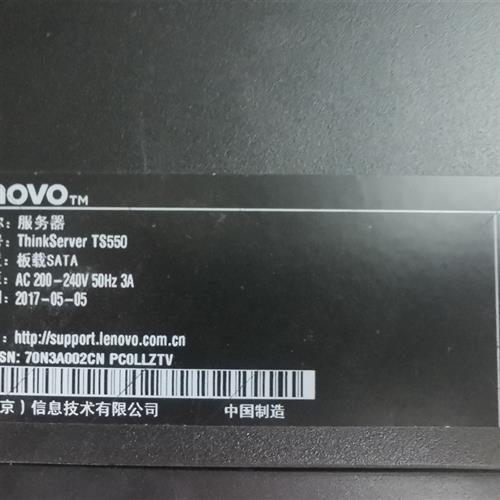 novo™
服务器
ThinkServer TS550
板载SATA
AC 200-240V 50Hz 3A
2017-05-05
: http://support.lenovo.com.cn
SN: 70N3A002CN PC0LLZTV
京）信息技术有限公司 中国制造